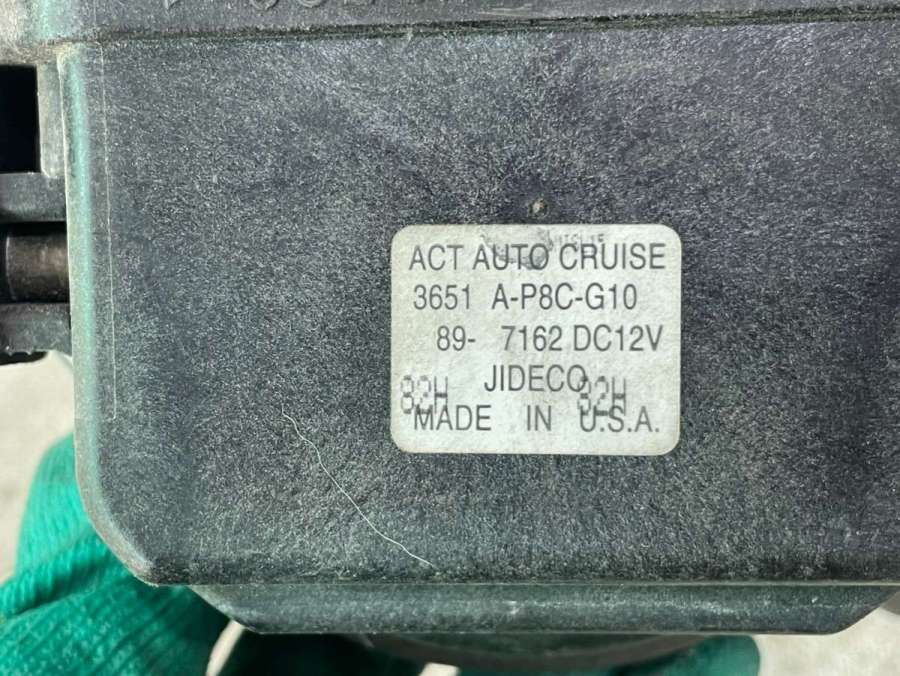 ACT AUTO CRUISE
3651 A-P8C-G10
89- 7162 DC12V
JIDECO
82H 82H
MADE IN U.S.A.